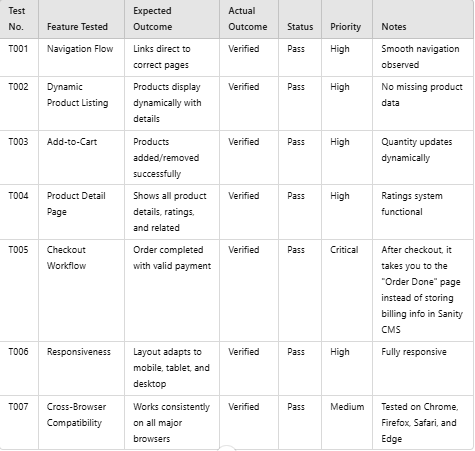 Test No. Feature Tested Expected Outcome Actual Outcome Status Priority Notes
T001 Navigation Flow Links direct to correct pages Verified Pass High Smooth navigation observed
T002 Dynamic Product Listing Products display dynamically with details Verified Pass High No missing product data
T003 Add-to-Cart Products added/removed successfully Verified Pass High Quantity updates dynamically
T004 Product Detail Page Shows all product details, ratings, and related Verified Pass High Ratings system functional
T005 Checkout Workflow Order completed with valid payment Verified Pass Critical After checkout, it takes you to the "Order Done" page instead of storing billing info in Sanity CMS
T006 Responsiveness Layout adapts to mobile, tablet, and desktop Verified Pass High Fully responsive
T007 Cross-Browser Compatibility Works consistently on all major browsers Verified Pass Medium Tested on Chrome, Firefox, Safari, and Edge